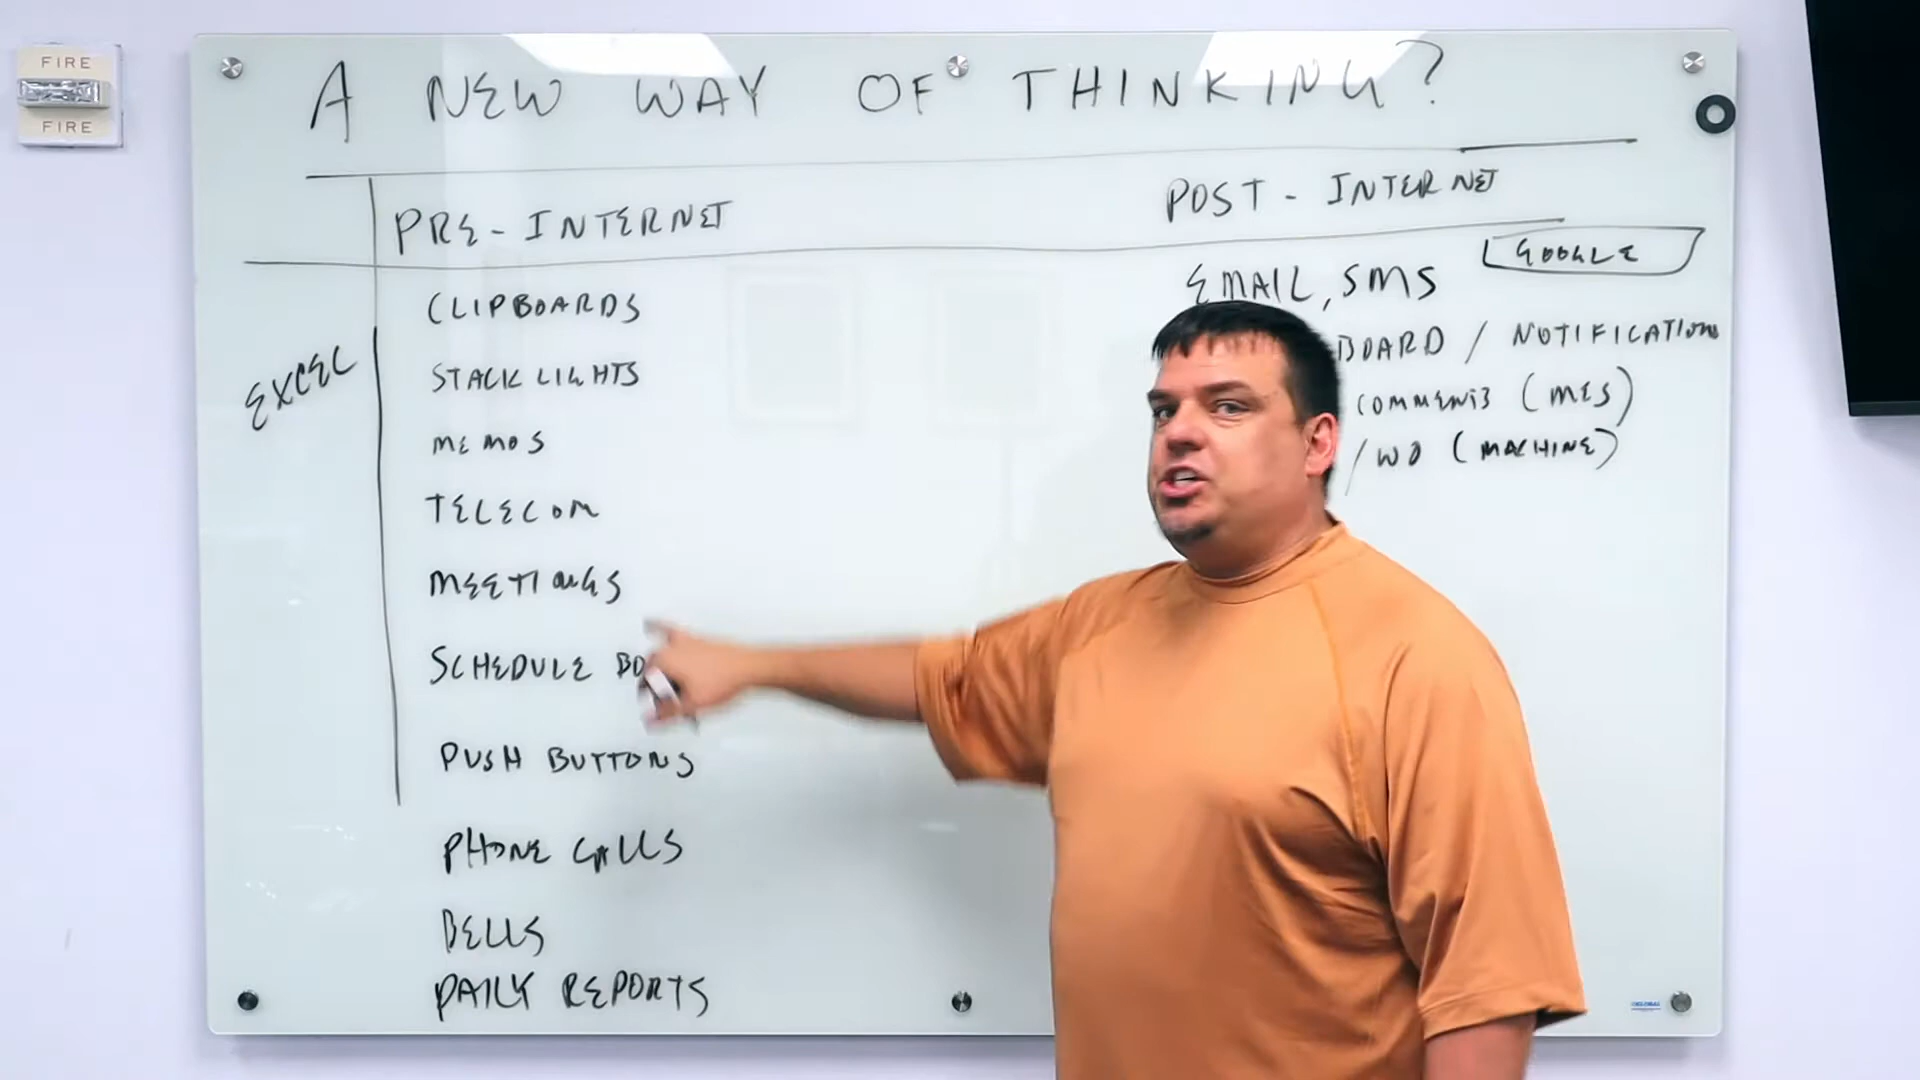 FIRE
FIRE
A NEW WAY OF THINKING?
PRE-INTERNET
POST-INTERNET
EXCEL
CLIPBOARDS
STACK LIGHTS
MEMOS
TELECOM
MEETINGS
SCHEDULE BO
PUSH BUTTONS
PHONE CALLS
BELLS
DAILY REPORTS
GOOGLE
EMAIL, SMS
BOARD / NOTIFICATIONS
COMMENTS (MES)
/ WO (MACHINE)